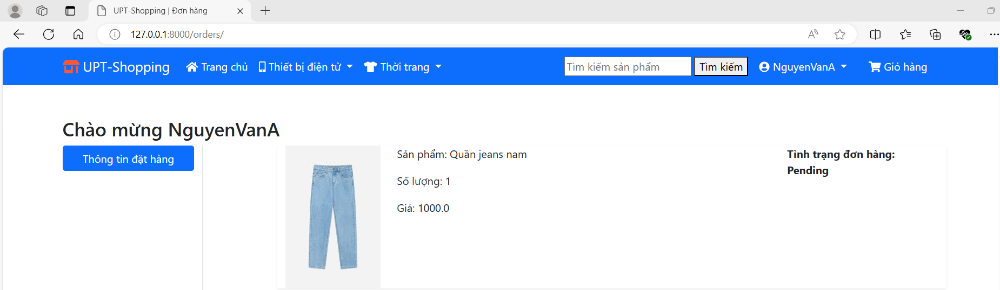 UPT-Shopping | Đơn hàng
127.0.0.1:8000/orders/
UPT-Shopping Trang chủ Thiết bị điện tử Thời trang Tìm kiếm sản phẩm Tìm kiếm NguyenVanA Giỏ hàng
Chào mừng NguyenVanA
Thông tin đặt hàng
Sản phẩm: Quần jeans nam
Số lượng: 1
Giá: 1000.0
Tình trạng đơn hàng:
Pending